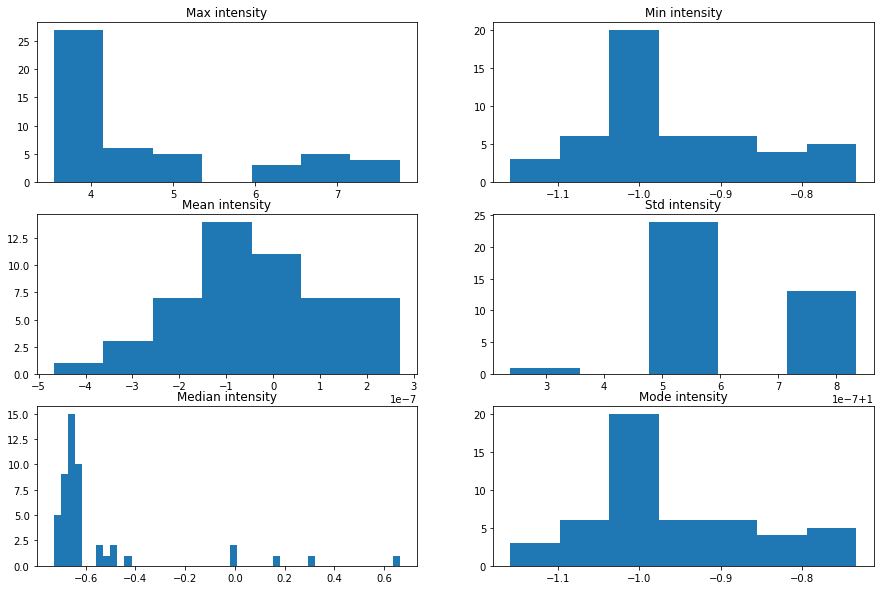 Max intensity
25
20
15
10
5
0
4 5 6 7
Min intensity
20
15
10
5
0
−1.1 −1.0 −0.9 −0.8
Mean intensity
12.5
10.0
7.5
5.0
2.5
0.0
−5 −4 −3 −2 −1 0 1 2 3
1e−7
Std intensity
25
20
15
10
5
0
3 4 5 6 7 8
1e−7+1
Median intensity
15.0
12.5
10.0
7.5
5.0
2.5
0.0
−0.6 −0.4 −0.2 0.0 0.2 0.4 0.6
Mode intensity
20
15
10
5
0
−1.1 −1.0 −0.9 −0.8